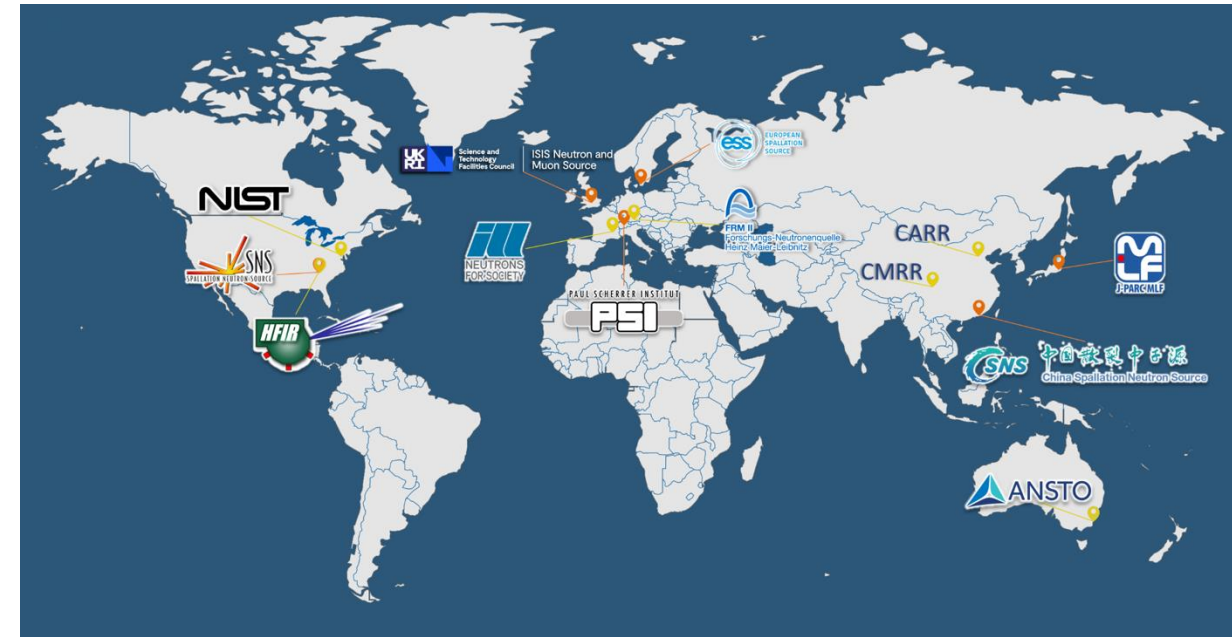 ess
EUROPEAN
SPALLATION
SOURCE
UK
RI
Science and
Technology
Facilities Council
ISIS Neutron and
Muon Source
NIST
FRM II
Forschungs-Neutronenquelle
Heinz Maier-Leibnitz
CARR
NEUTRONS
FOR SOCIETY
SNS
SPALLATION NEUTRON SOURCE
CMRR
MLF
J-PARC MLF
PAUL SCHERRER INSTITUT
PSI
HFIR
CSNS
中国散裂中子源
China Spallation Neutron Source
ANSTO